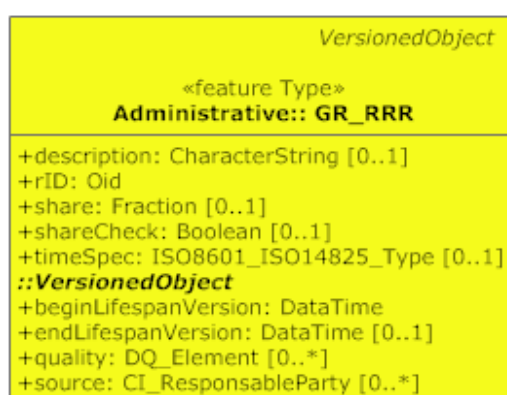 VersionedObject
«feature Type»
Administrative:: GR_RRR
+description: CharacterString [0..1]
+rID: Oid
+share: Fraction [0..1]
+shareCheck: Boolean [0..1]
+timeSpec: ISO8601_ISO14825_Type [0..1]
::VersionedObject
+beginLifespanVersion: DataTime
+endLifespanVersion: DataTime [0..1]
+quality: DQ_Element [0..*]
+source: CI_ResponsableParty [0..*]